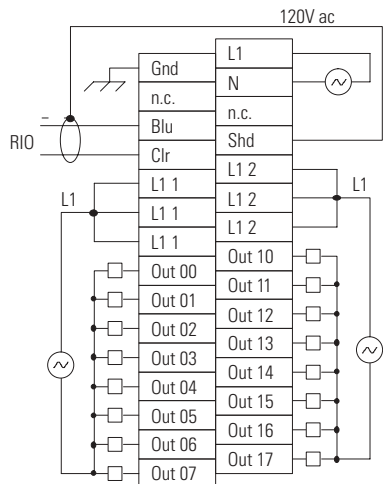 120V ac
L1
Gnd
N
n.c.
n.c.
Blu
Shd
RIO
Clr
L1 2
L1
L1 1
L1 2
L1
L1 1
L1 2
L1 1
Out 10
Out 00
Out 11
Out 01
Out 12
Out 02
Out 13
Out 03
Out 14
Out 04
Out 15
Out 05
Out 16
Out 06
Out 17
Out 07